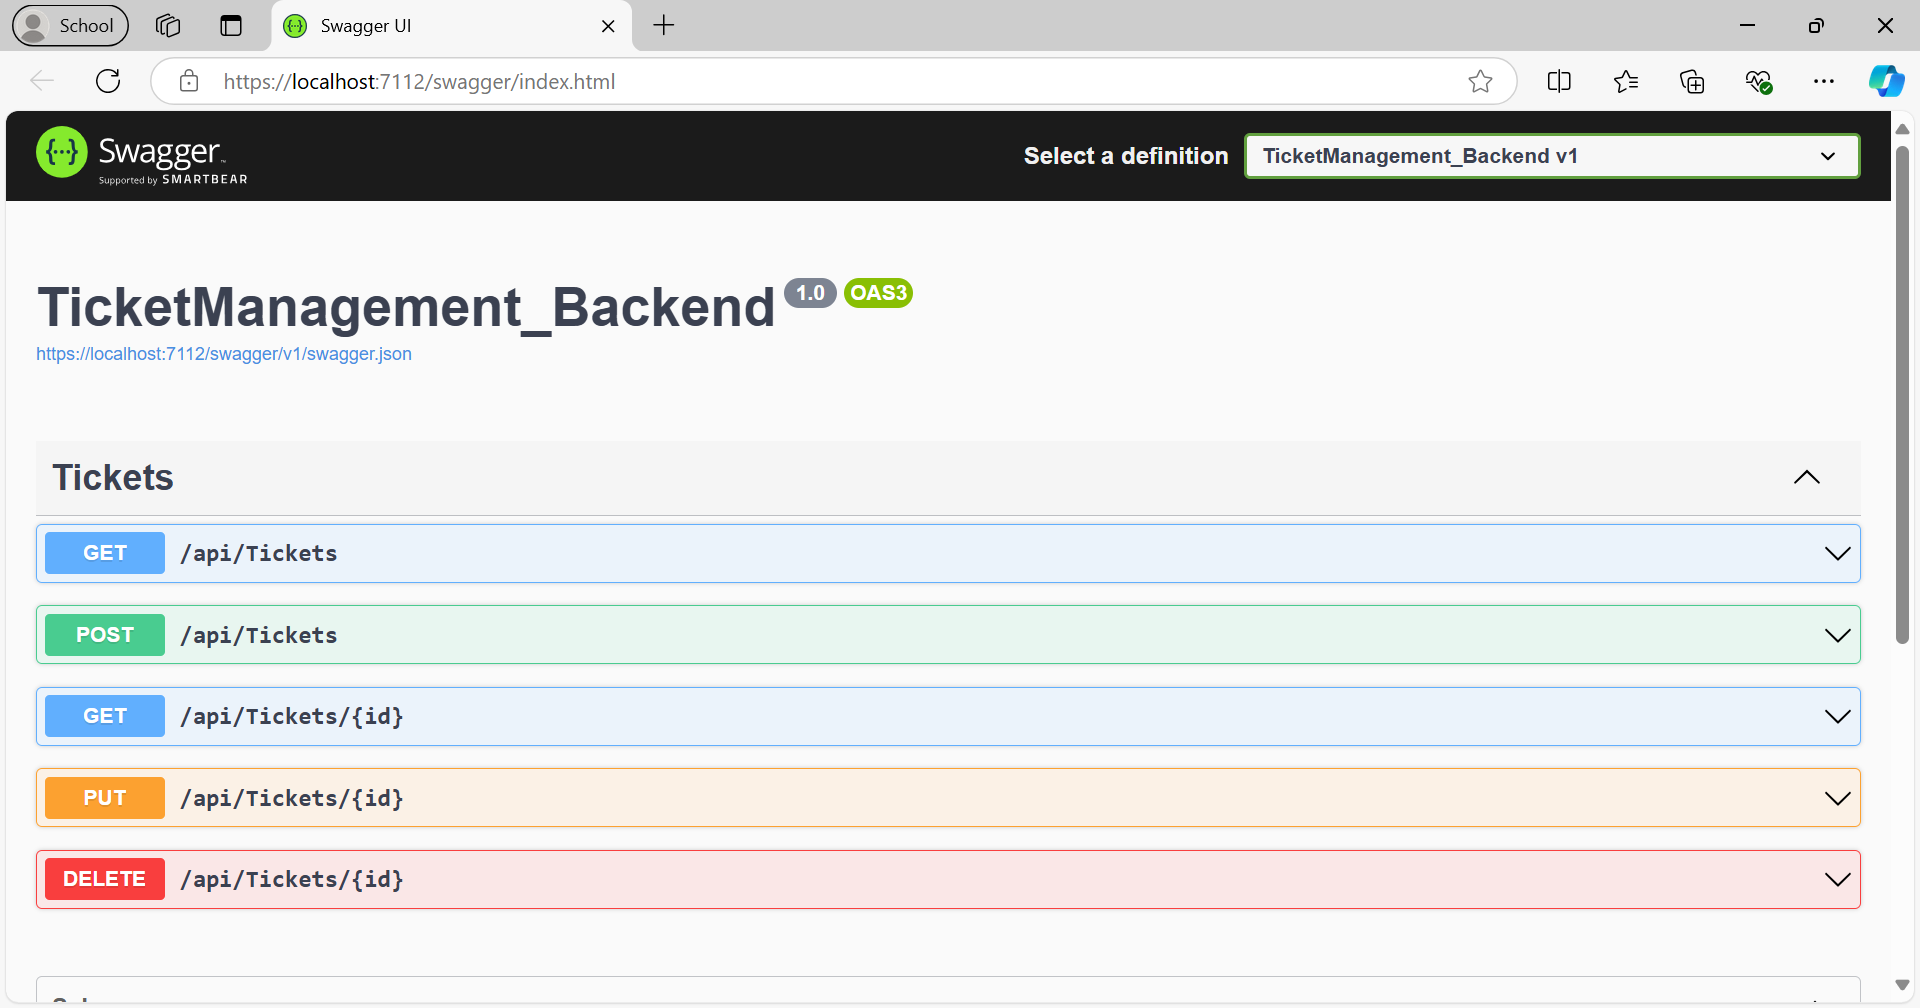 School
Swagger UI
https://localhost:7112/swagger/index.html
Swagger™
Supported by SMARTBEAR
Select a definition
TicketManagement_Backend v1
TicketManagement_Backend 1.0 OAS3
https://localhost:7112/swagger/v1/swagger.json
Tickets
GET /api/Tickets
POST /api/Tickets
GET /api/Tickets/{id}
PUT /api/Tickets/{id}
DELETE /api/Tickets/{id}